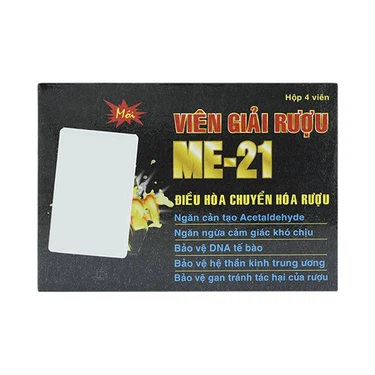 Mới
Hộp 4 viên
VIÊN GIẢI RƯỢU
ME-21
ĐIỀU HÒA CHUYỂN HÓA RƯỢU
Ngăn cản tạo Acetaldehyde
Ngăn ngừa cảm giác khó chịu
Bảo vệ DNA tế bào
Bảo vệ hệ thần kinh trung ương
Bảo vệ gan tránh tác hại của rượu